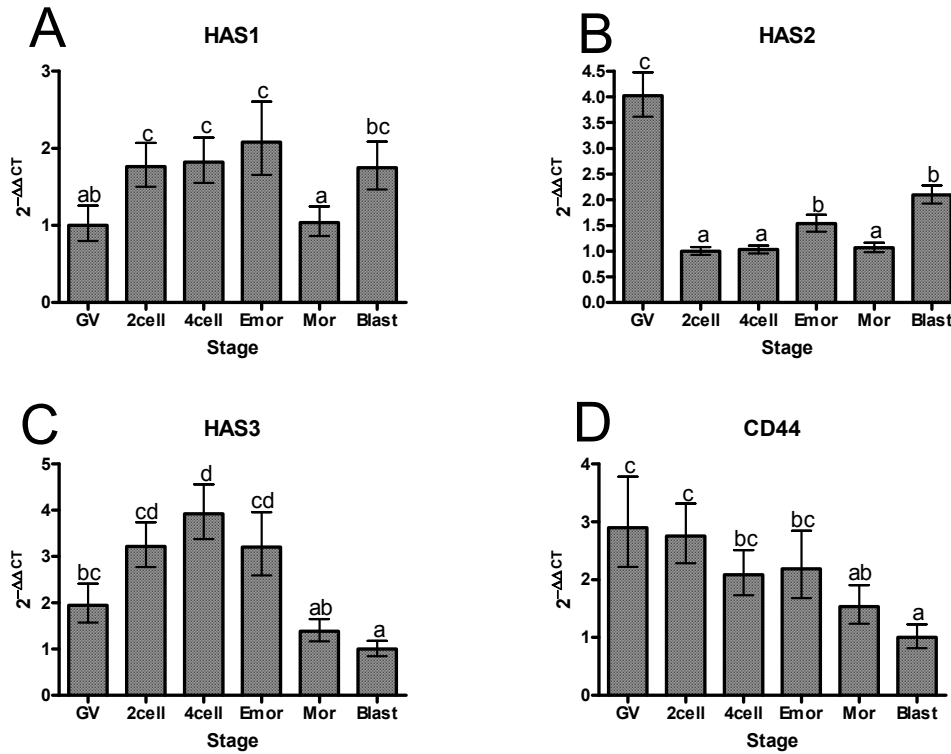 A
HAS1
2–ΔΔCT
3
2
1
0
ab
c
c
c
a
bc
GV 2cell 4cell Emor Mor Blast
Stage
B
HAS2
2–ΔΔCT
4.5
4.0
3.5
3.0
2.5
2.0
1.5
1.0
0.5
0.0
c
a
a
b
a
b
GV 2cell 4cell Emor Mor Blast
Stage
C
HAS3
2–ΔΔCT
5
4
3
2
1
0
bc
cd
d
cd
ab
a
GV 2cell 4cell Emor Mor Blast
Stage
D
CD44
2–ΔΔCT
4
3
2
1
0
c
c
bc
bc
ab
a
GV 2cell 4cell Emor Mor Blast
Stage